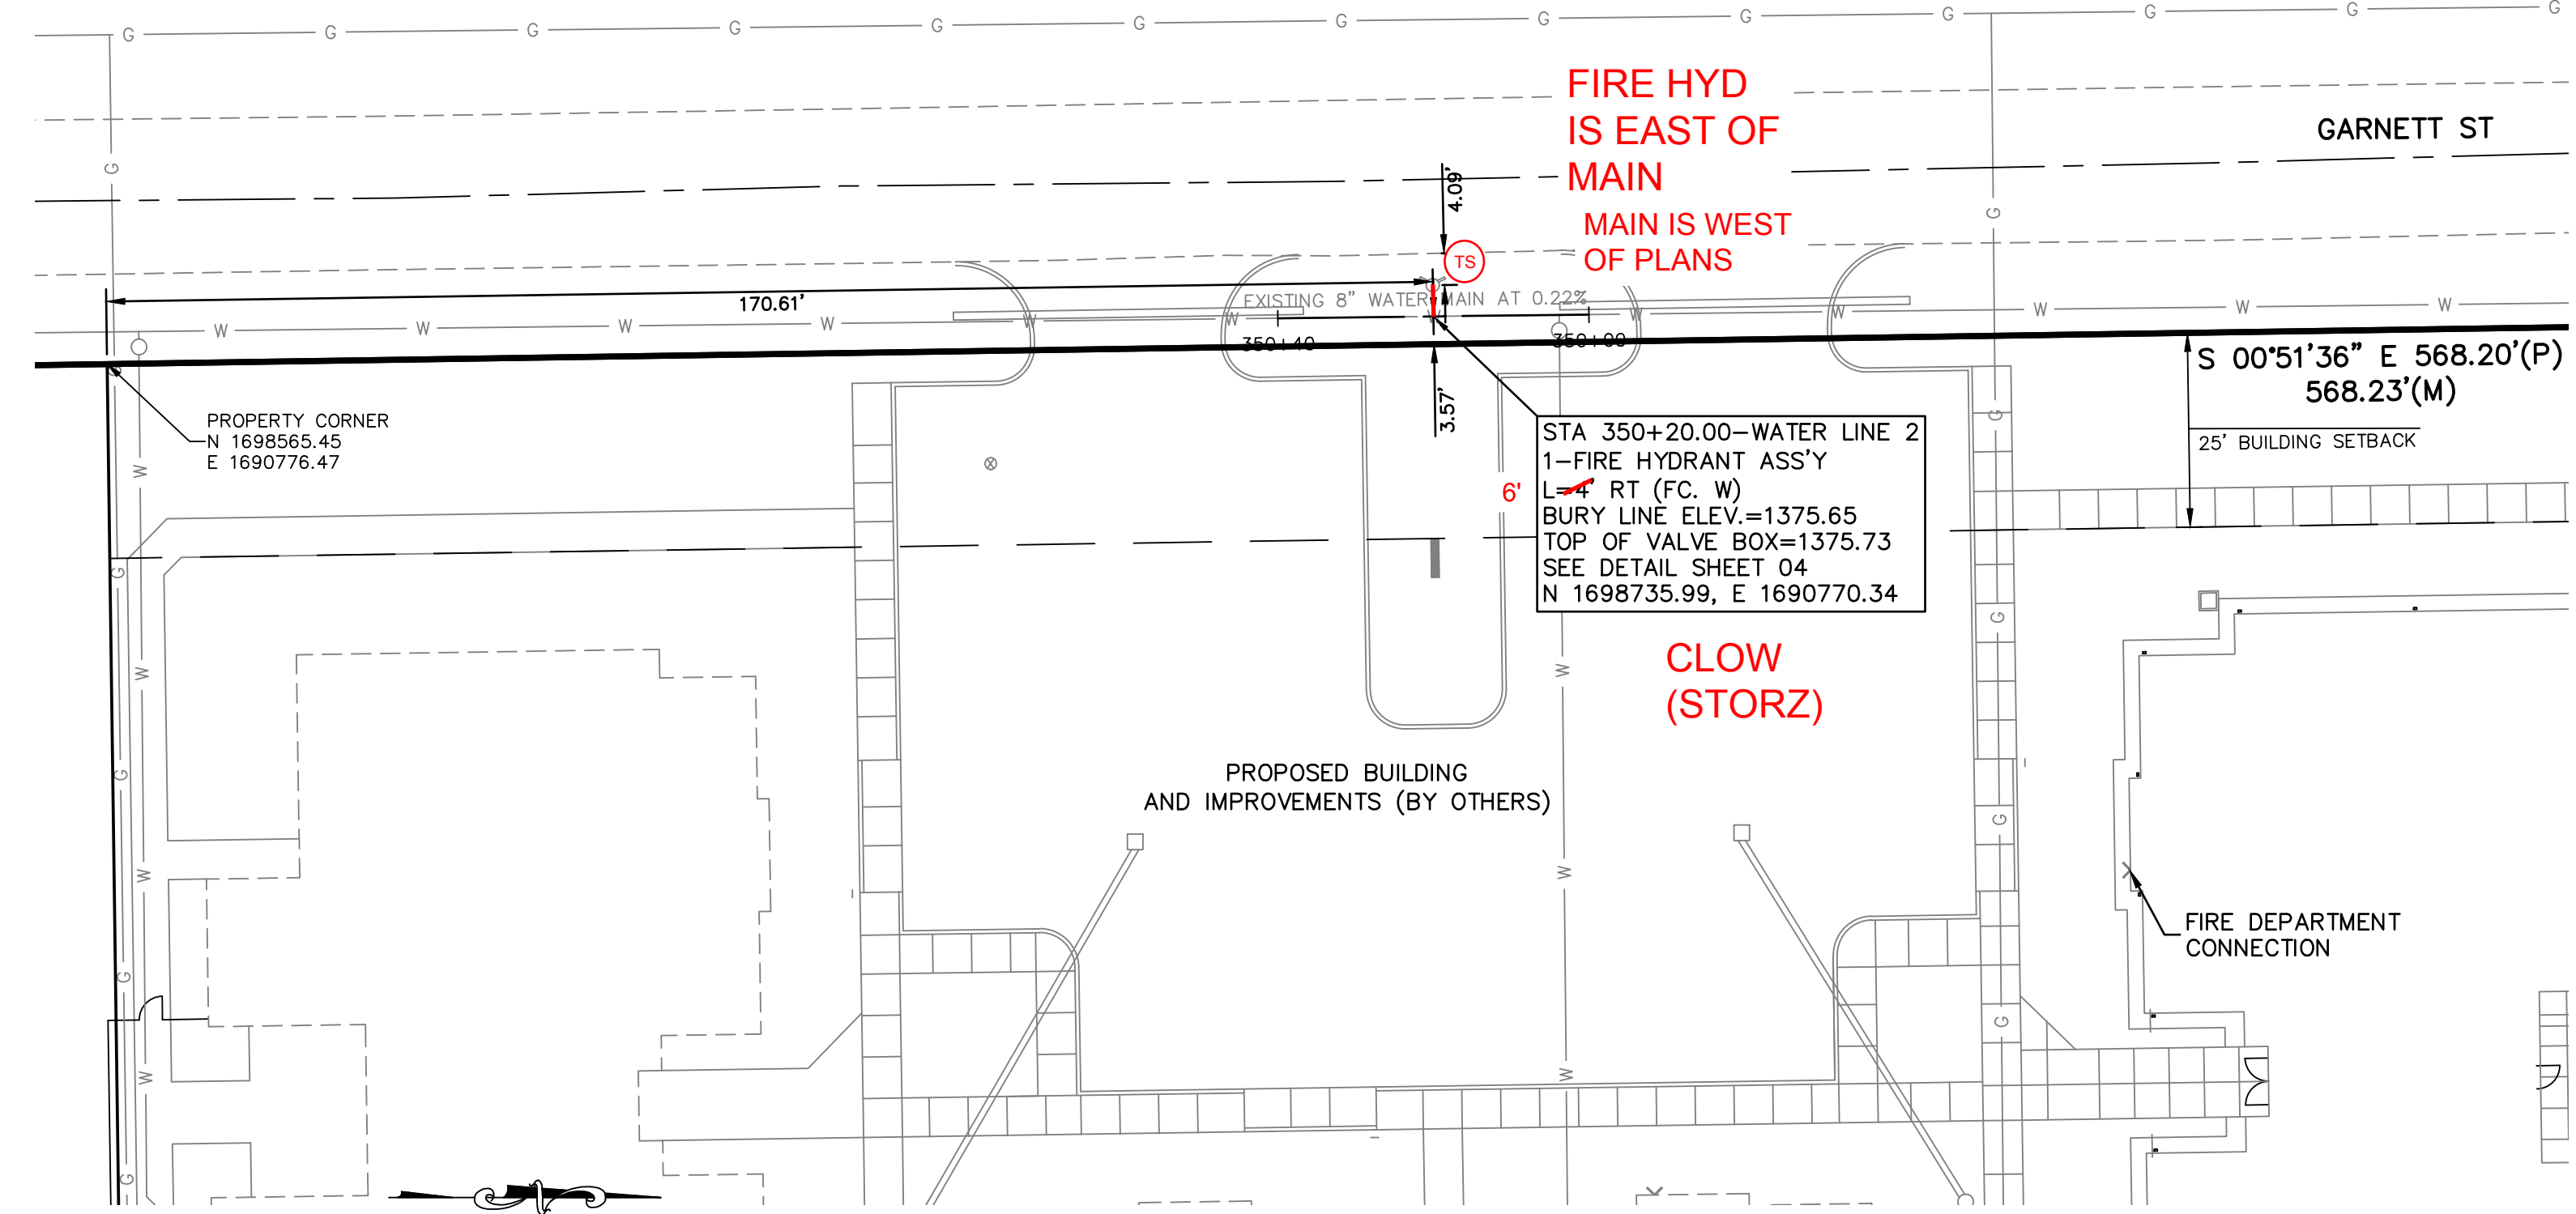 G G G G G G G G G G G G G
FIRE HYD
IS EAST OF
MAIN
GARNETT ST
G
4.09'
G
MAIN IS WEST
OF PLANS
TS
170.61'
EXISTING 8" WATER MAIN AT 0.22%
W W W W W W W W W W W W
350+40
350+00
S 00°51'36" E 568.20'(P)
568.23'(M)
G
PROPERTY CORNER
N 1698565.45
E 1690776.47
3.57'
G
25' BUILDING SETBACK
W
STA 350+20.00-WATER LINE 2
1-FIRE HYDRANT ASS'Y
6'
L=4' RT (FC. W)
BURY LINE ELEV.=1375.65
TOP OF VALVE BOX=1375.73
SEE DETAIL SHEET 04
N 1698735.99, E 1690770.34
G
G
CLOW
(STORZ)
W
W
G
PROPOSED BUILDING
AND IMPROVEMENTS (BY OTHERS)
G
W
W
FIRE DEPARTMENT
CONNECTION
G
G
W
W
G